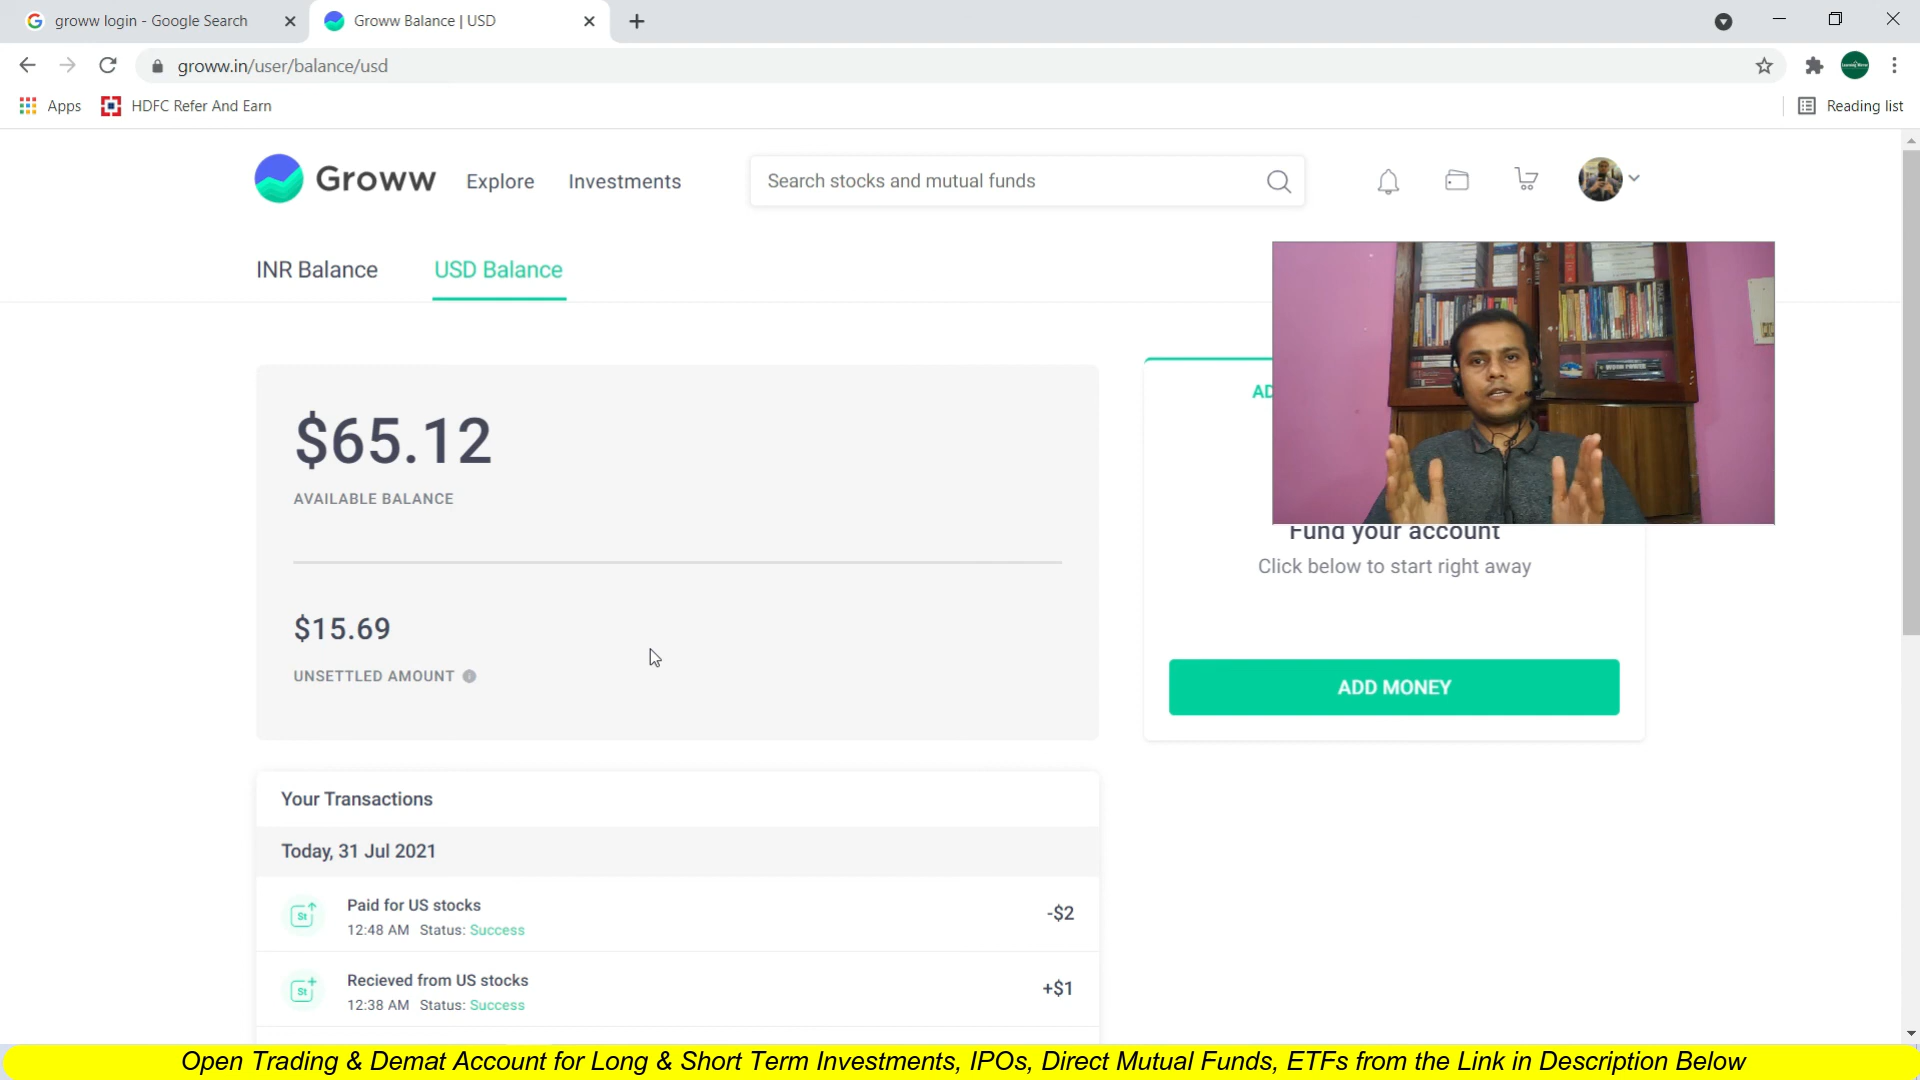 groww login - Google Search
Groww Balance | USD
groww.in/user/balance/usd
Apps
HDFC Refer And Earn
Reading list
Groww
Explore
Investments
Search stocks and mutual funds
INR Balance
USD Balance
$65.12
AVAILABLE BALANCE
$15.69
UNSETTLED AMOUNT
AD
Fund your account
Click below to start right away
ADD MONEY
Your Transactions
Today, 31 Jul 2021
Paid for US stocks
-$2
12:48 AM Status: Success
Recieved from US stocks
+$1
12:38 AM Status: Success
Open Trading & Demat Account for Long & Short Term Investments, IPOs, Direct Mutual Funds, ETFs from the Link in Description Below